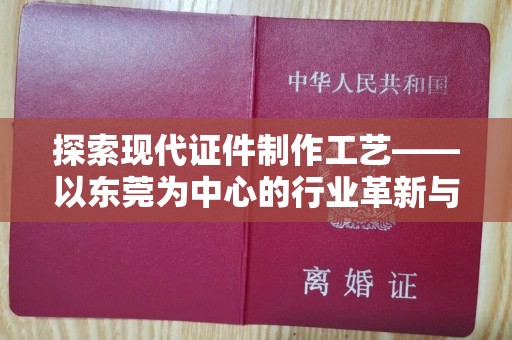 中华人民共和国
探索现代证件制作工艺——
以东莞为中心的行业革新与
离婚证